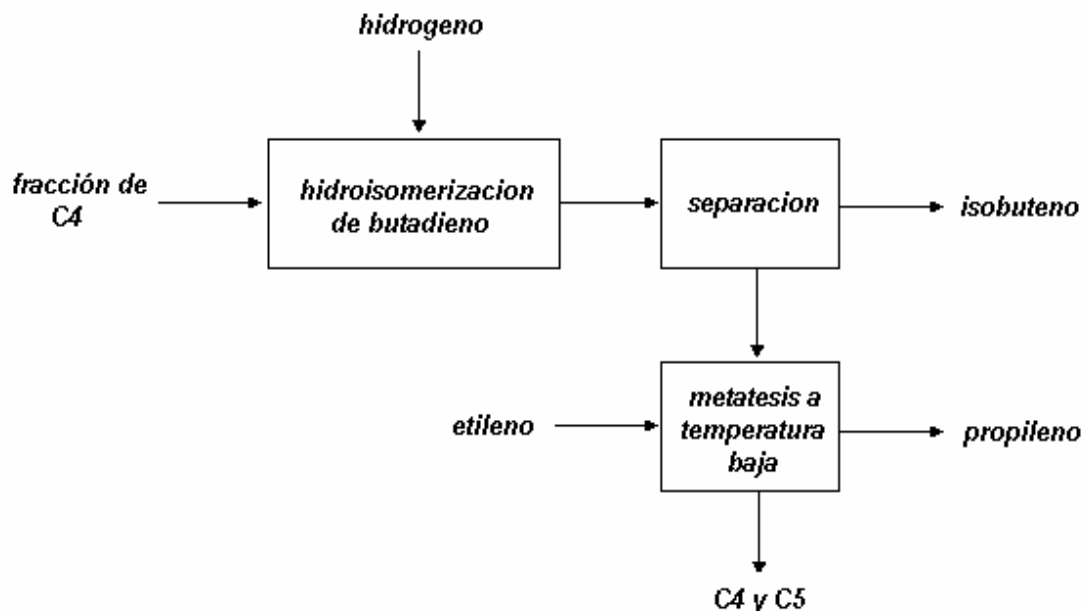 hidrogeno
fracción de
C4
hidroisomerizacion
de butadieno
separacion
isobuteno
etileno
metatesis a
temperatura
baja
propileno
C4 y C5